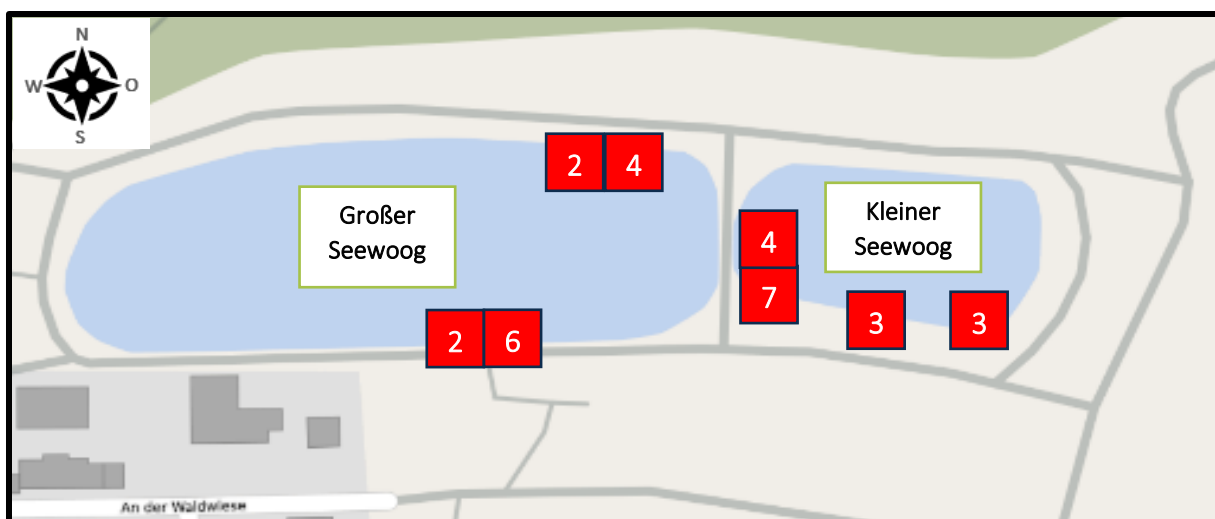 N
W O
S
2 4
Großer
Seewoog
Kleiner
Seewoog
4
7
2 6
3 3
An der Waldwiese